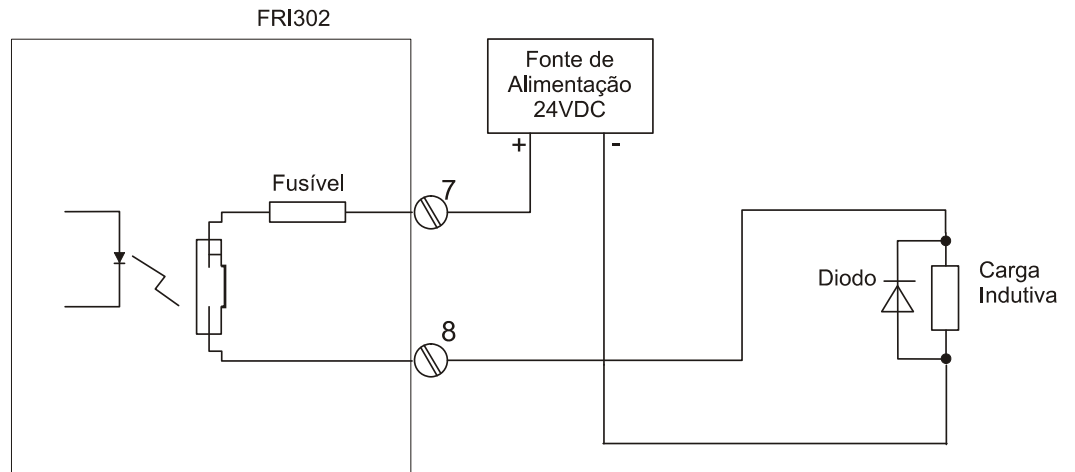 FRI302
Fonte de
Alimentação
24VDC
+ -
Fusível
7
Diodo
Carga
Indutiva
8